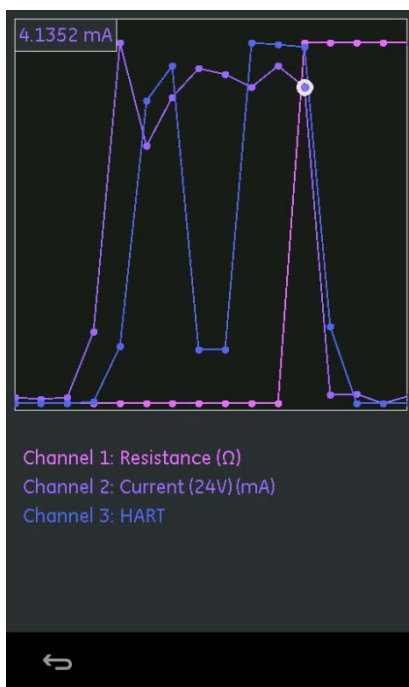 4.1352 mA
Channel 1: Resistance (Ω)
Channel 2: Current (24V) (mA)
Channel 3: HART